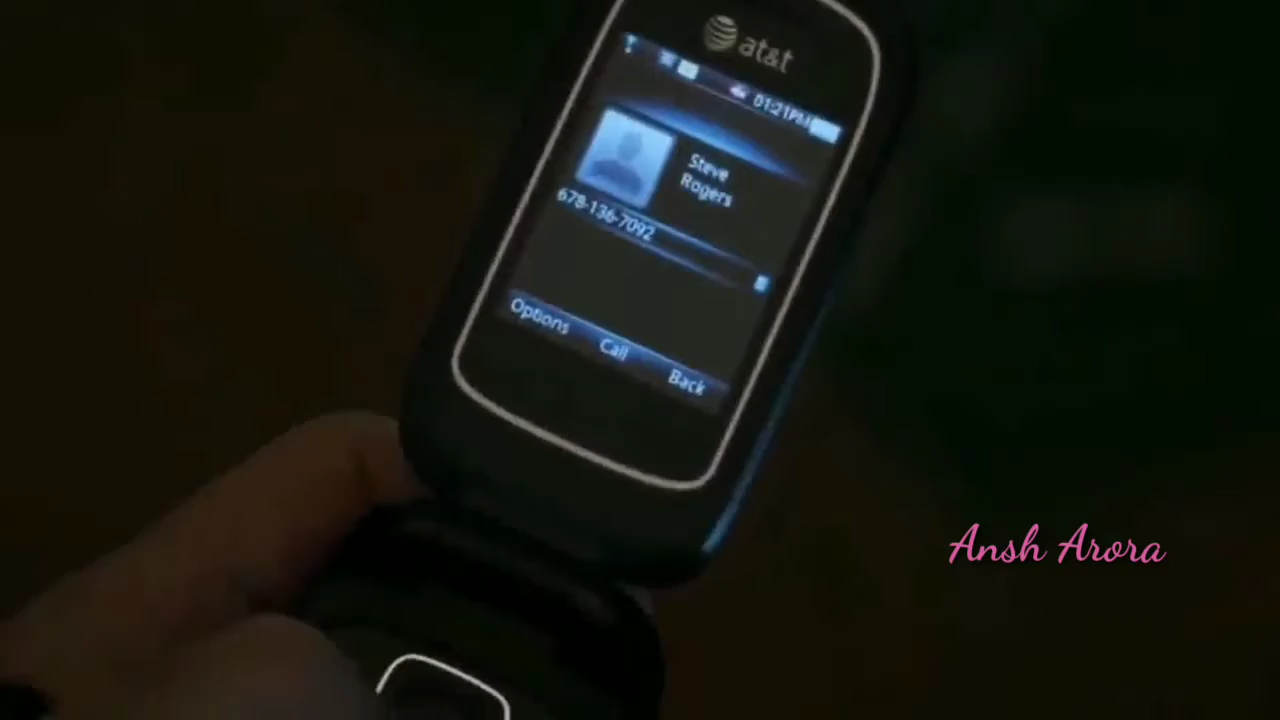 at&t
01:21PM
Steve
Rogers
678-136-7092
Options
Call
Back
Ansh Arora